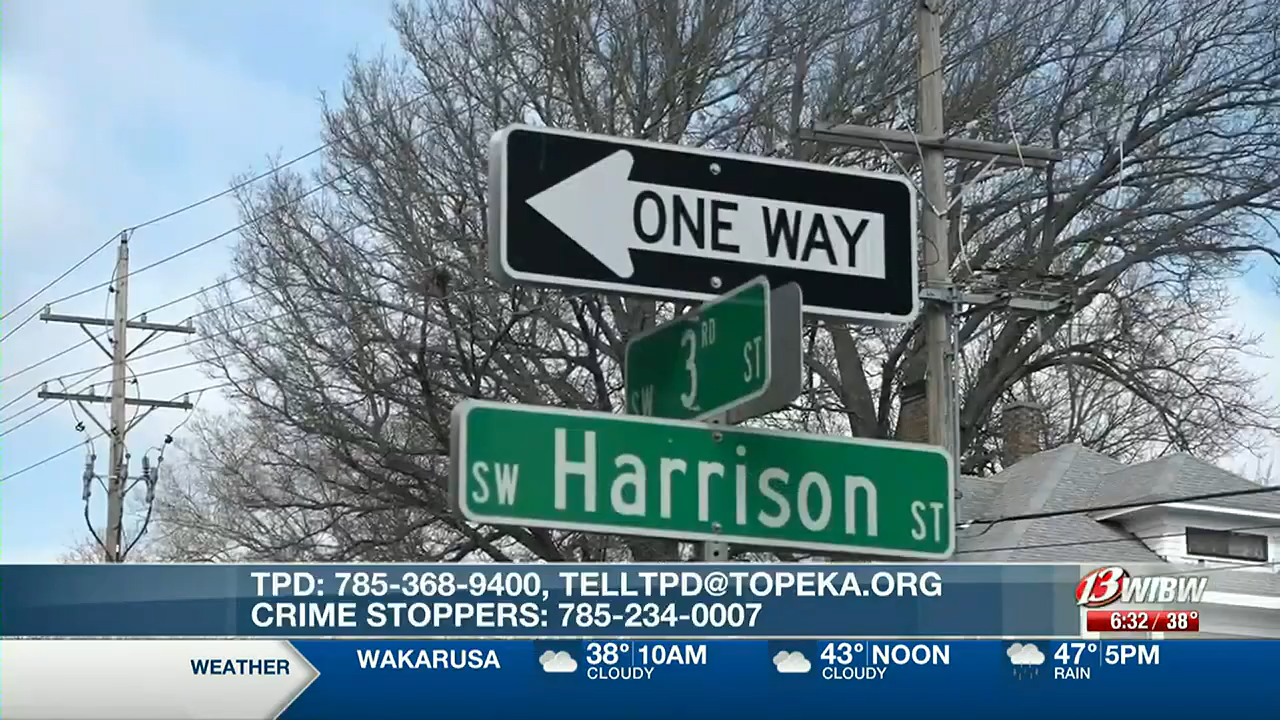 ONE WAY
SW 3RD ST
SW Harrison ST
TPD: 785-368-9400, TELLTPD@TOPEKA.ORG
CRIME STOPPERS: 785-234-0007
13 WIBW
6:32 / 38°
WEATHER
WAKARUSA
38° 10AM
CLOUDY
43° NOON
CLOUDY
47° 5PM
RAIN